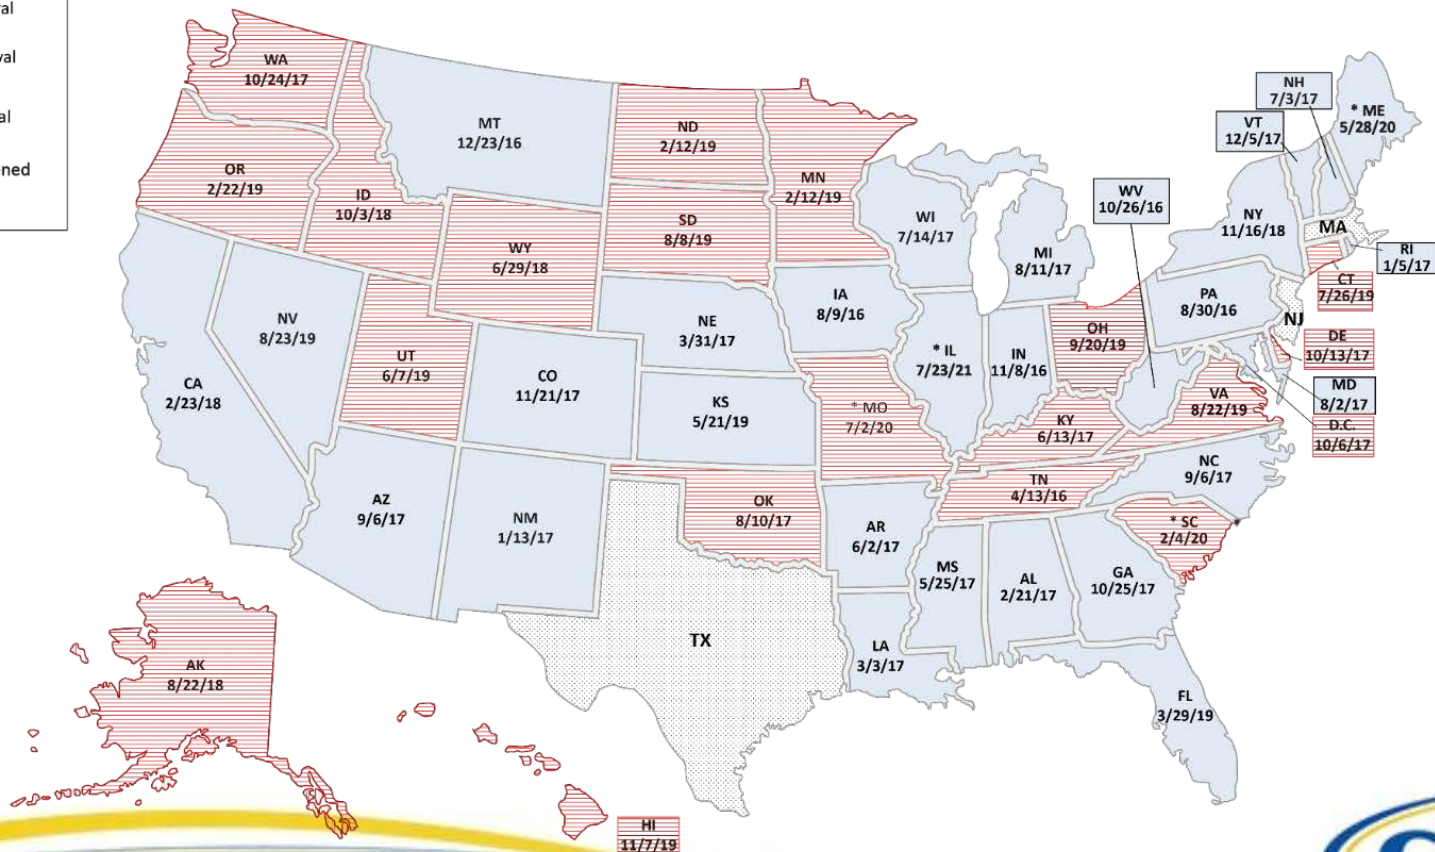 al
val
al
ned
WA
10/24/17
MT
12/23/16
ND
2/12/19
MN
2/12/19
OR
2/22/19
ID
10/3/18
SD
8/8/19
WY
6/29/18
WI
7/14/17
MI
8/11/17
NH
7/3/17
VT
12/5/17
* ME
5/28/20
WV
10/26/16
NY
11/16/18
MA
RI
1/5/17
CT
7/26/19
NJ
PA
8/30/16
DE
10/13/17
MD
8/2/17
D.C.
10/6/17
CA
2/23/18
NV
8/23/19
UT
6/7/19
CO
11/21/17
NE
3/31/17
KS
5/21/19
IA
8/9/16
* IL
7/23/21
IN
11/8/16
OH
9/20/19
* MO
7/2/20
KY
6/13/17
VA
8/22/19
NC
9/6/17
TN
4/13/16
* SC
2/4/20
AZ
9/6/17
NM
1/13/17
OK
8/10/17
AR
6/2/17
MS
5/25/17
AL
2/21/17
GA
10/25/17
TX
LA
3/3/17
FL
3/29/19
AK
8/22/18
HI
11/7/19